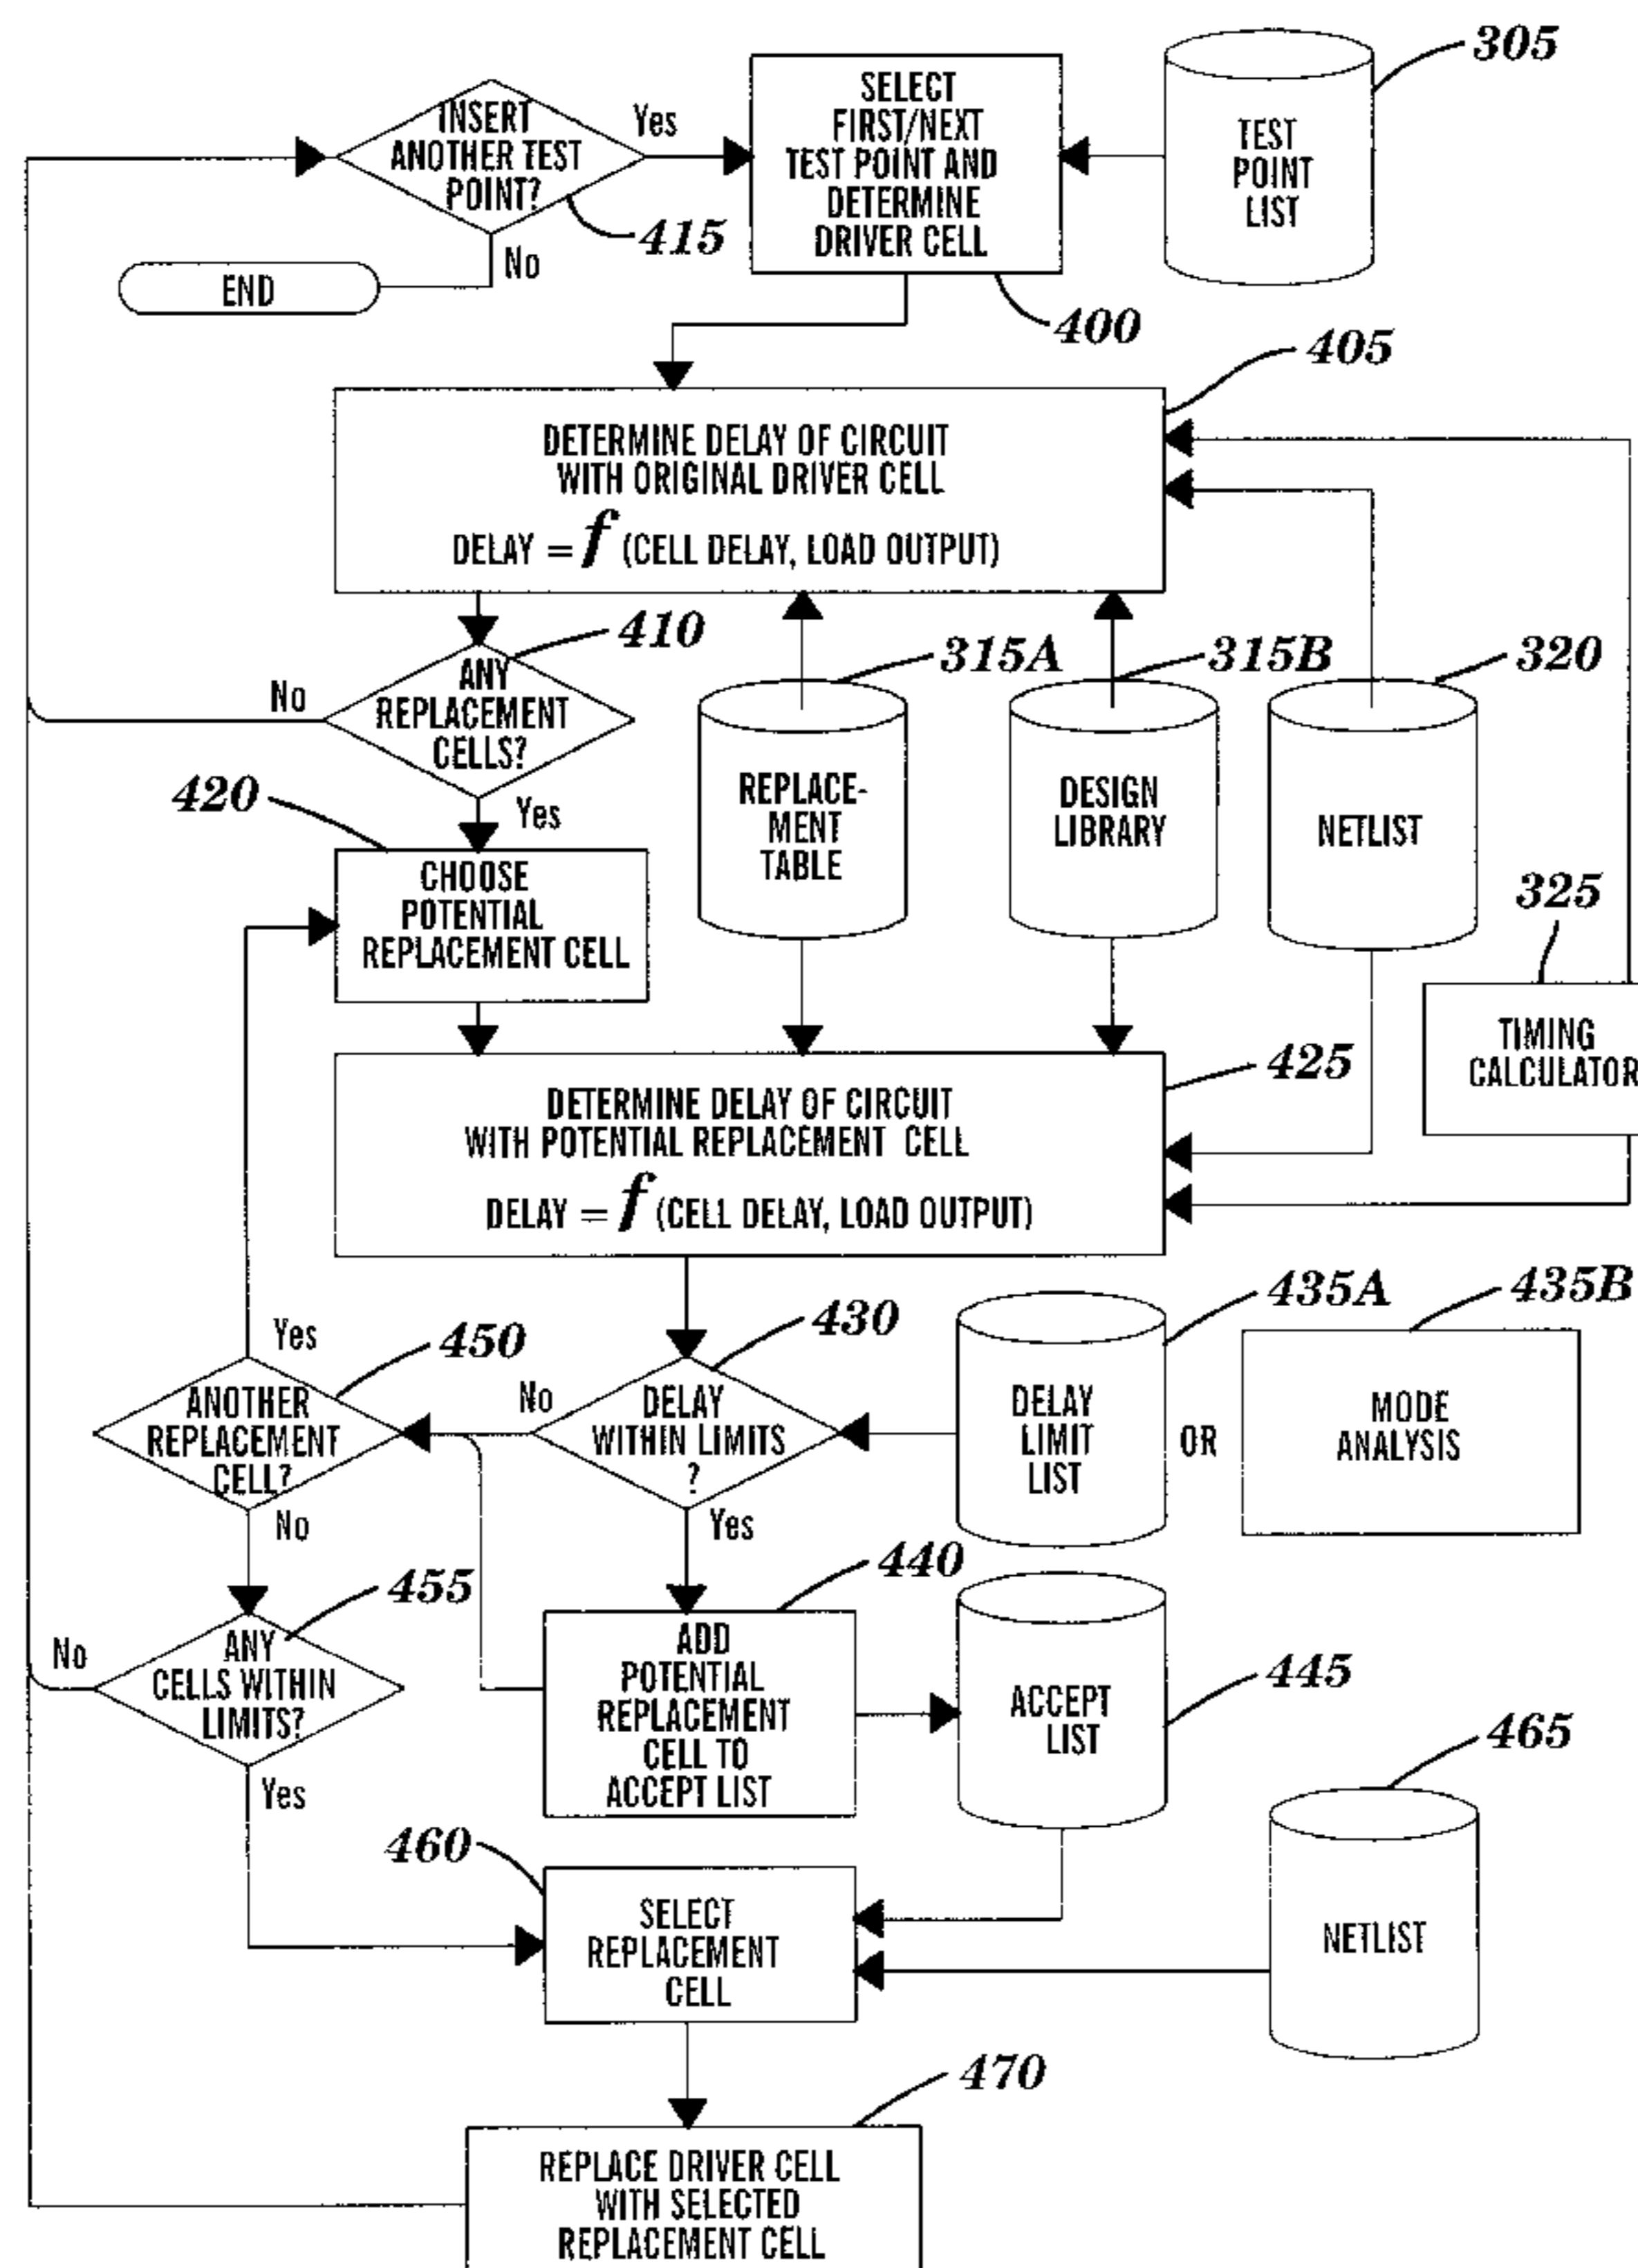 305
INSERT
ANOTHER TEST
POINT?
Yes
415
No
END
SELECT
FIRST/NEXT
TEST POINT AND
DETERMINE
DRIVER CELL
400
TEST
POINT
LIST
405
DETERMINE DELAY OF CIRCUIT
WITH ORIGINAL DRIVER CELL
DELAY = f (CELL DELAY, LOAD OUTPUT)
410
ANY
REPLACEMENT
CELLS?
No
Yes
315A
REPLACE-
MENT
TABLE
315B
DESIGN
LIBRARY
320
NETLIST
420
CHOOSE
POTENTIAL
REPLACEMENT CELL
325
TIMING
CALCULATOR
425
DETERMINE DELAY OF CIRCUIT
WITH POTENTIAL REPLACEMENT CELL
DELAY = f (CELL DELAY, LOAD OUTPUT)
430
DELAY
WITHIN LIMITS
?
No
Yes
435A
DELAY
LIMIT
LIST
OR
435B
MODE
ANALYSIS
450
Yes
ANOTHER
REPLACEMENT
CELL?
No
455
ANY
CELLS WITHIN
LIMITS?
No
Yes
440
ADD
POTENTIAL
REPLACEMENT
CELL TO
ACCEPT LIST
445
ACCEPT
LIST
465
NETLIST
460
SELECT
REPLACEMENT
CELL
470
REPLACE DRIVER CELL
WITH SELECTED
REPLACEMENT CELL